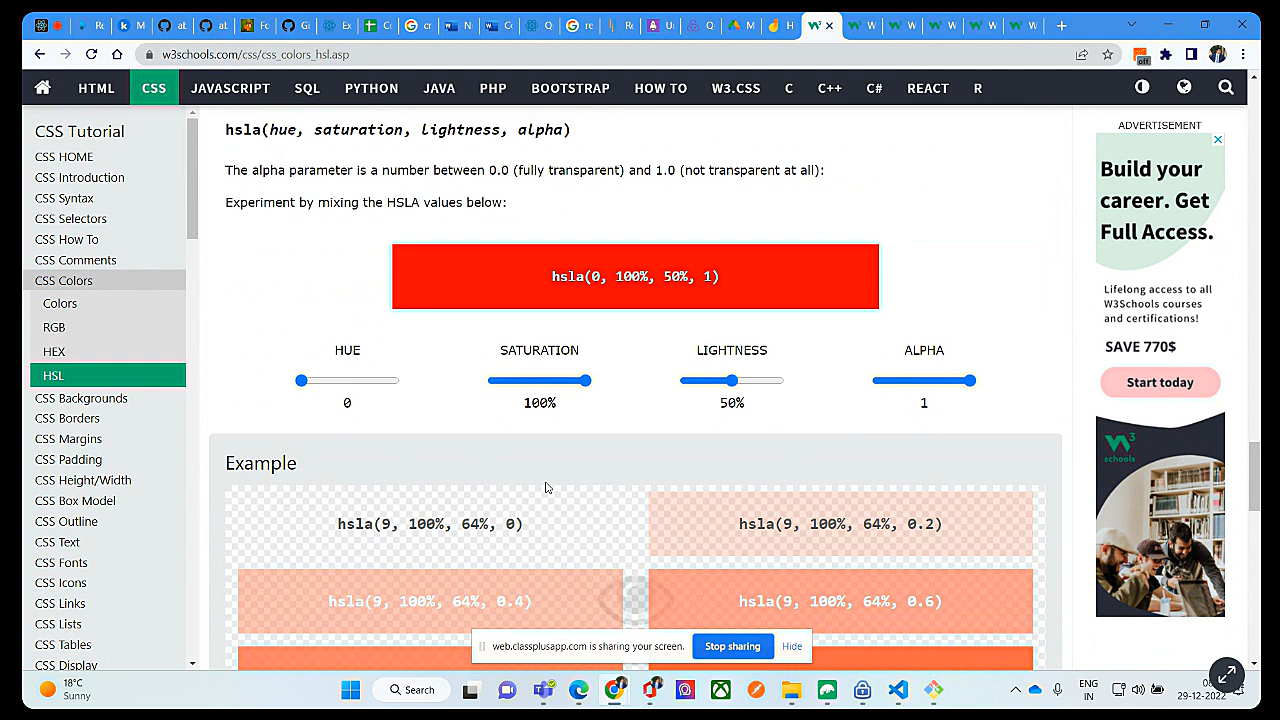 w3schools.com/css/css_colors_hsl.asp
off
HTML CSS JAVASCRIPT SQL PYTHON JAVA PHP BOOTSTRAP HOW TO W3.CSS C C++ C# REACT R
CSS Tutorial
CSS HOME
CSS Introduction
CSS Syntax
CSS Selectors
CSS How To
CSS Comments
CSS Colors
Colors
RGB
HEX
HSL
CSS Backgrounds
CSS Borders
CSS Margins
CSS Padding
CSS Height/Width
CSS Box Model
CSS Outline
CSS Text
CSS Fonts
CSS Icons
CSS Links
CSS Lists
CSS Tables
CSS Display
hsla(hue, saturation, lightness, alpha)
The alpha parameter is a number between 0.0 (fully transparent) and 1.0 (not transparent at all):
Experiment by mixing the HSLA values below:
hsla(0, 100%, 50%, 1)
HUE SATURATION LIGHTNESS ALPHA
0 100% 50% 1
Example
hsla(9, 100%, 64%, 0) hsla(9, 100%, 64%, 0.2)
hsla(9, 100%, 64%, 0.4) hsla(9, 100%, 64%, 0.6)
web.classplusapp.com is sharing your screen. Stop sharing Hide
ADVERTISEMENT
Build your
career. Get
Full Access.
Lifelong access to all
W3Schools courses
and certifications!
SAVE 770$
Start today
W3
schools
18°C
Sunny
Search
ENG
IN
29-12-2022